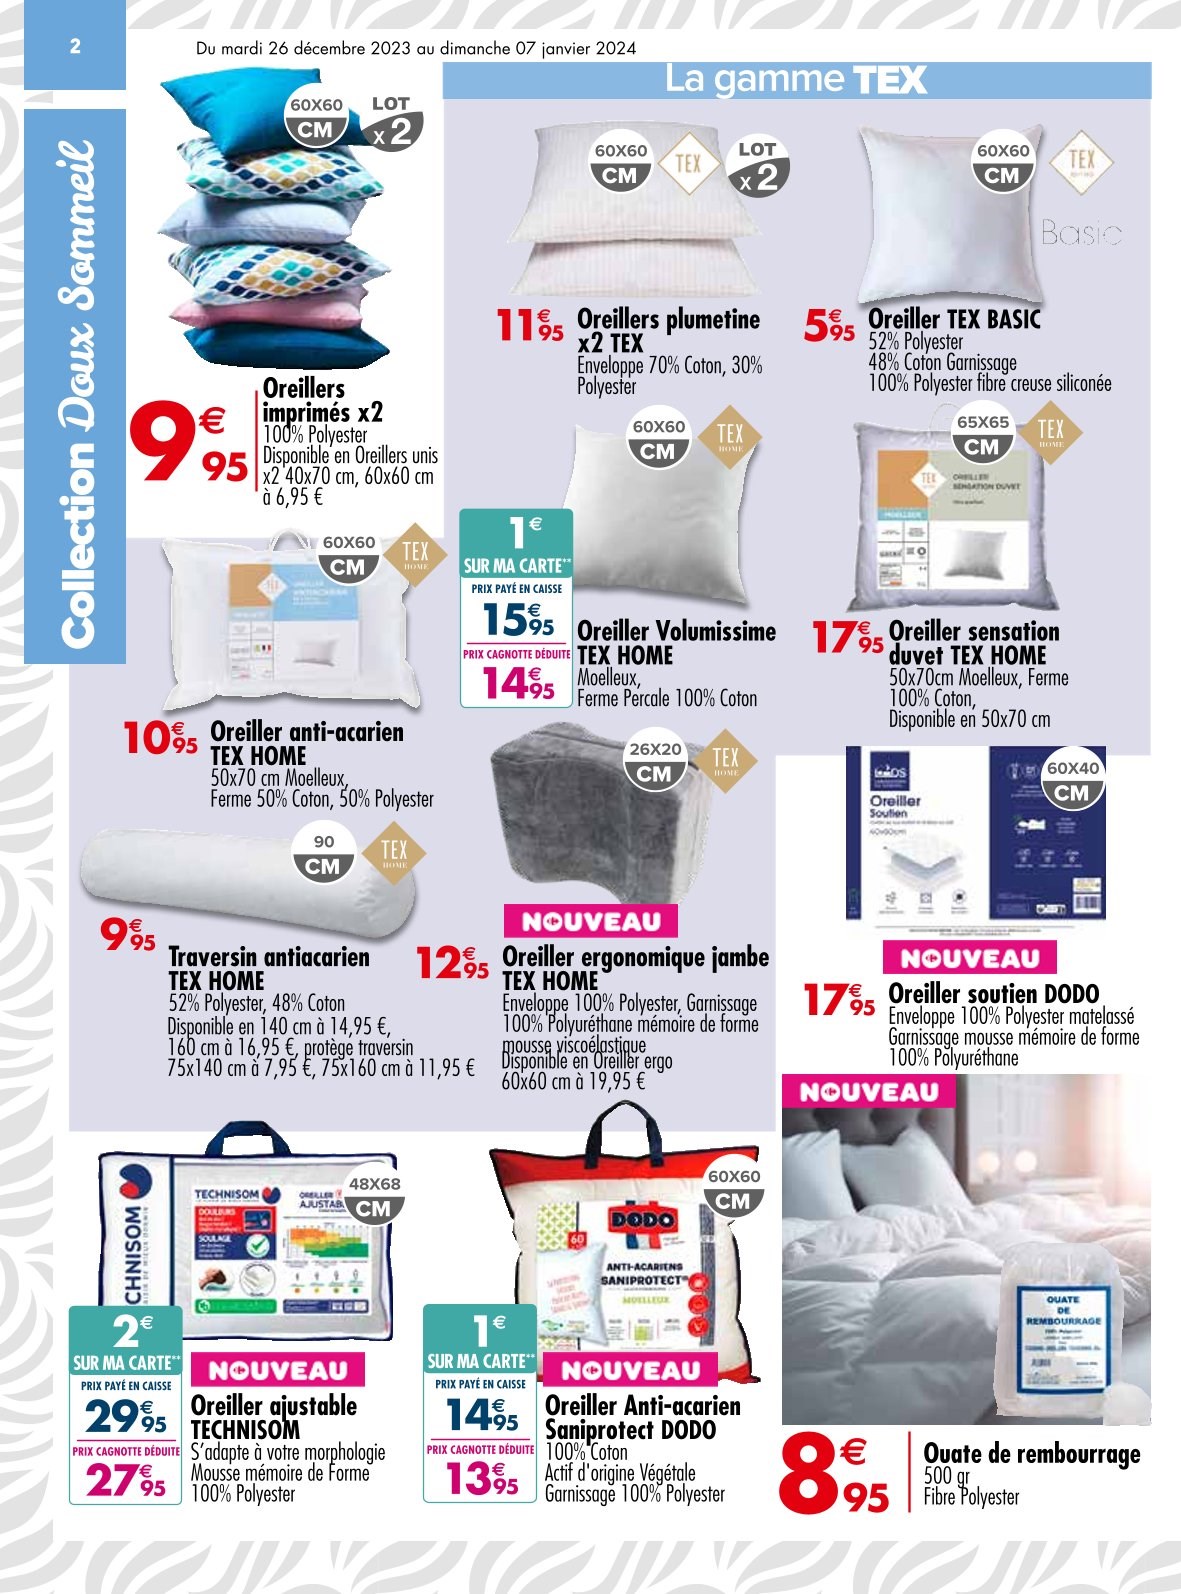 2
Du mardi 26 décembre 2023 au dimanche 07 janvier 2024
Collection Doux Sommeil
La gamme TEX
60X60
CM
LOT
x 2
9€95
Oreillers
imprimés x2
100% Polyester
Disponible en Oreillers unis
x2 40x70 cm, 60x60 cm
à 6,95 €
60X60
CM
TEX
LOT
x 2
11€95
Oreillers plumetine
x2 TEX
Enveloppe 70% Coton, 30%
Polyester
60X60
CM
TEX
Basic
5€95
Oreiller TEX BASIC
52% Polyester
48% Coton Garnissage
100% Polyester fibre creuse siliconée
60X60
CM
TEX
HOME
10€95
Oreiller anti-acarien
TEX HOME
50x70 cm Moelleux,
Ferme 50% Coton, 50% Polyester
60X60
CM
TEX
HOME
1€
SUR MA CARTE**
PRIX PAYÉ EN CAISSE
15€95
PRIX CAGNOTTE DÉDUITE
14€95
Oreiller Volumissime
TEX HOME
Moelleux,
Ferme Percale 100% Coton
65X65
CM
TEX
HOME
TEX
OREILLER
SENSATION DUVET
MOELLEUX
17€95
Oreiller sensation
duvet TEX HOME
50x70cm Moelleux, Ferme
100% Coton,
Disponible en 50x70 cm
90
CM
TEX
HOME
9€95
Traversin antiacarien
TEX HOME
52% Polyester, 48% Coton
Disponible en 140 cm à 14,95 €,
160 cm à 16,95 €, protège traversin
75x140 cm à 7,95 €, 75x160 cm à 11,95 €
26X20
CM
TEX
HOME
NOUVEAU
12€95
Oreiller ergonomique jambe
TEX HOME
Enveloppe 100% Polyester, Garnissage
100% Polyuréthane mémoire de forme
mousse viscoélastique
Disponible en Oreiller ergo
60x60 cm à 19,95 €
60X40
CM
Oreiller
Soutien
NOUVEAU
17€95
Oreiller soutien DODO
Enveloppe 100% Polyester matelassé
Garnissage mousse mémoire de forme
100% Polyuréthane
48X68
CM
CHNISOM
TECHNISOM
OREILLER
AJUSTAB
DOULEURS
SOULAGE
2€
SUR MA CARTE**
PRIX PAYÉ EN CAISSE
29€95
PRIX CAGNOTTE DÉDUITE
27€95
NOUVEAU
Oreiller ajustable
TECHNISOM
S'adapte à votre morphologie
Mousse mémoire de Forme
100% Polyester
60X60
CM
DODO
60
ANTI-ACARIENS
SANIPROTECT
MOELLEUX
1€
SUR MA CARTE**
PRIX PAYÉ EN CAISSE
14€95
PRIX CAGNOTTE DÉDUITE
13€95
NOUVEAU
Oreiller Anti-acarien
Saniprotect DODO
100% Coton
Actif d'origine Végétale
Garnissage 100% Polyester
NOUVEAU
OUATE
DE
REMBOURRAGE
8€95
Ouate de rembourrage
500 gr
Fibre Polyester